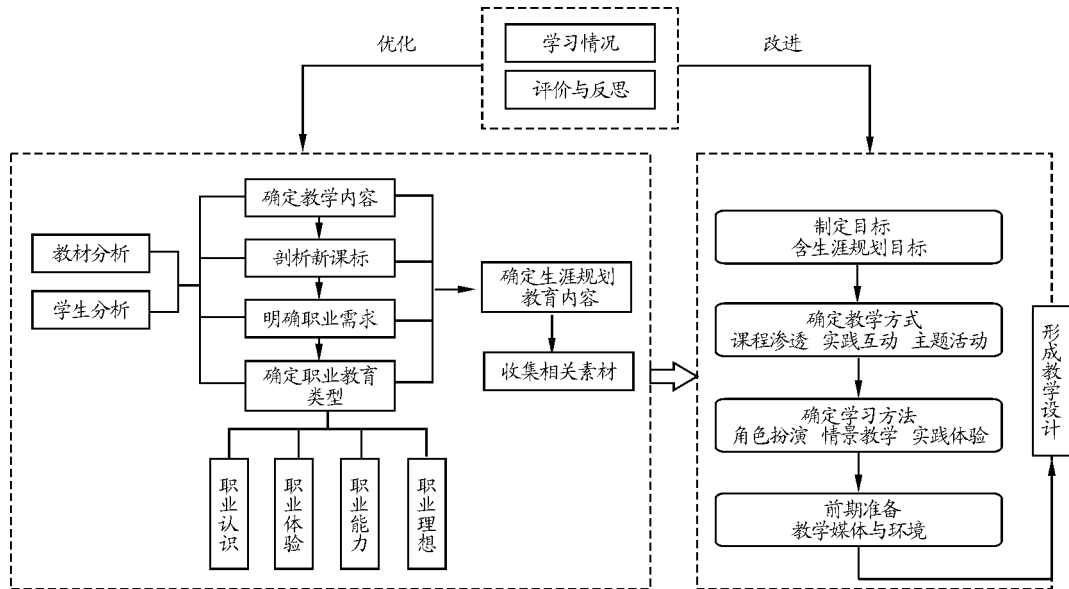 优化
学习情况
评价与反思
改进
教材分析
学生分析
确定教学内容
剖析新课标
明确职业需求
确定职业教育
类型
职业认识
职业体验
职业能力
职业理想
确定生涯规划
教育内容
收集相关素材
制定目标
含生涯规划目标
确定教学方式
课程渗透 实践互动 主题活动
确定学习方法
角色扮演 情景教学 实践体验
前期准备
教学媒体与环境
形成教学设计